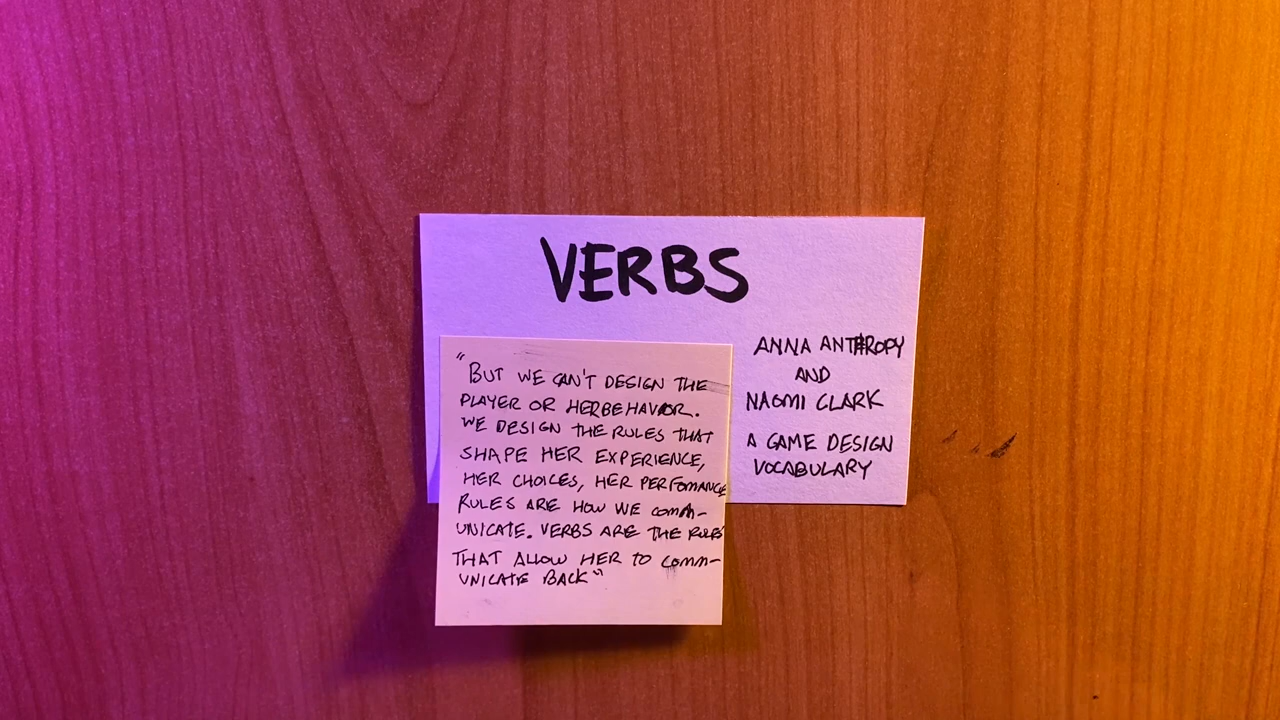 VERBS
"BUT WE CAN'T DESIGN THE
PLAYER OR HER BEHAVIOR.
WE DESIGN THE RULES THAT
SHAPE HER EXPERIENCE,
HER CHOICES, HER PERFOMANCE
RULES ARE HOW WE COMM-
UNICATE. VERBS ARE THE RULES
THAT ALLOW HER TO COMM-
UNICATE BACK"
ANNA ANTHROPY
AND
NAOMI CLARK
A GAME DESIGN
VOCABULARY